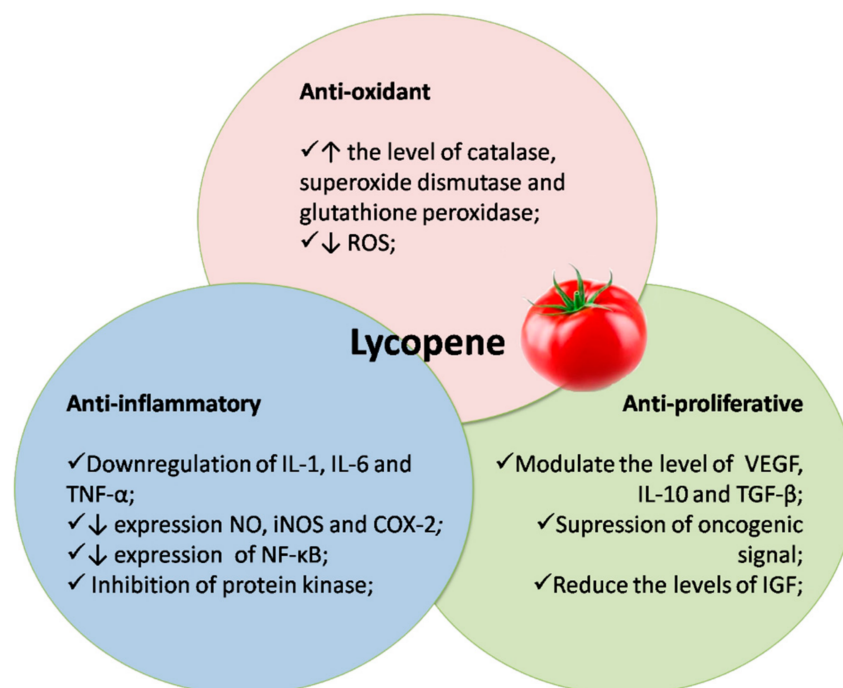 Anti-oxidant
✓↑ the level of catalase,
superoxide dismutase and
glutathione peroxidase;
✓↓ ROS;
Lycopene
Anti-inflammatory
✓Downregulation of IL-1, IL-6 and
TNF-α;
✓↓ expression NO, iNOS and COX-2;
✓↓ expression of NF-κB;
✓ Inhibition of protein kinase;
Anti-proliferative
✓Modulate the level of VEGF,
IL-10 and TGF-β;
✓Supression of oncogenic
signal;
✓Reduce the levels of IGF;